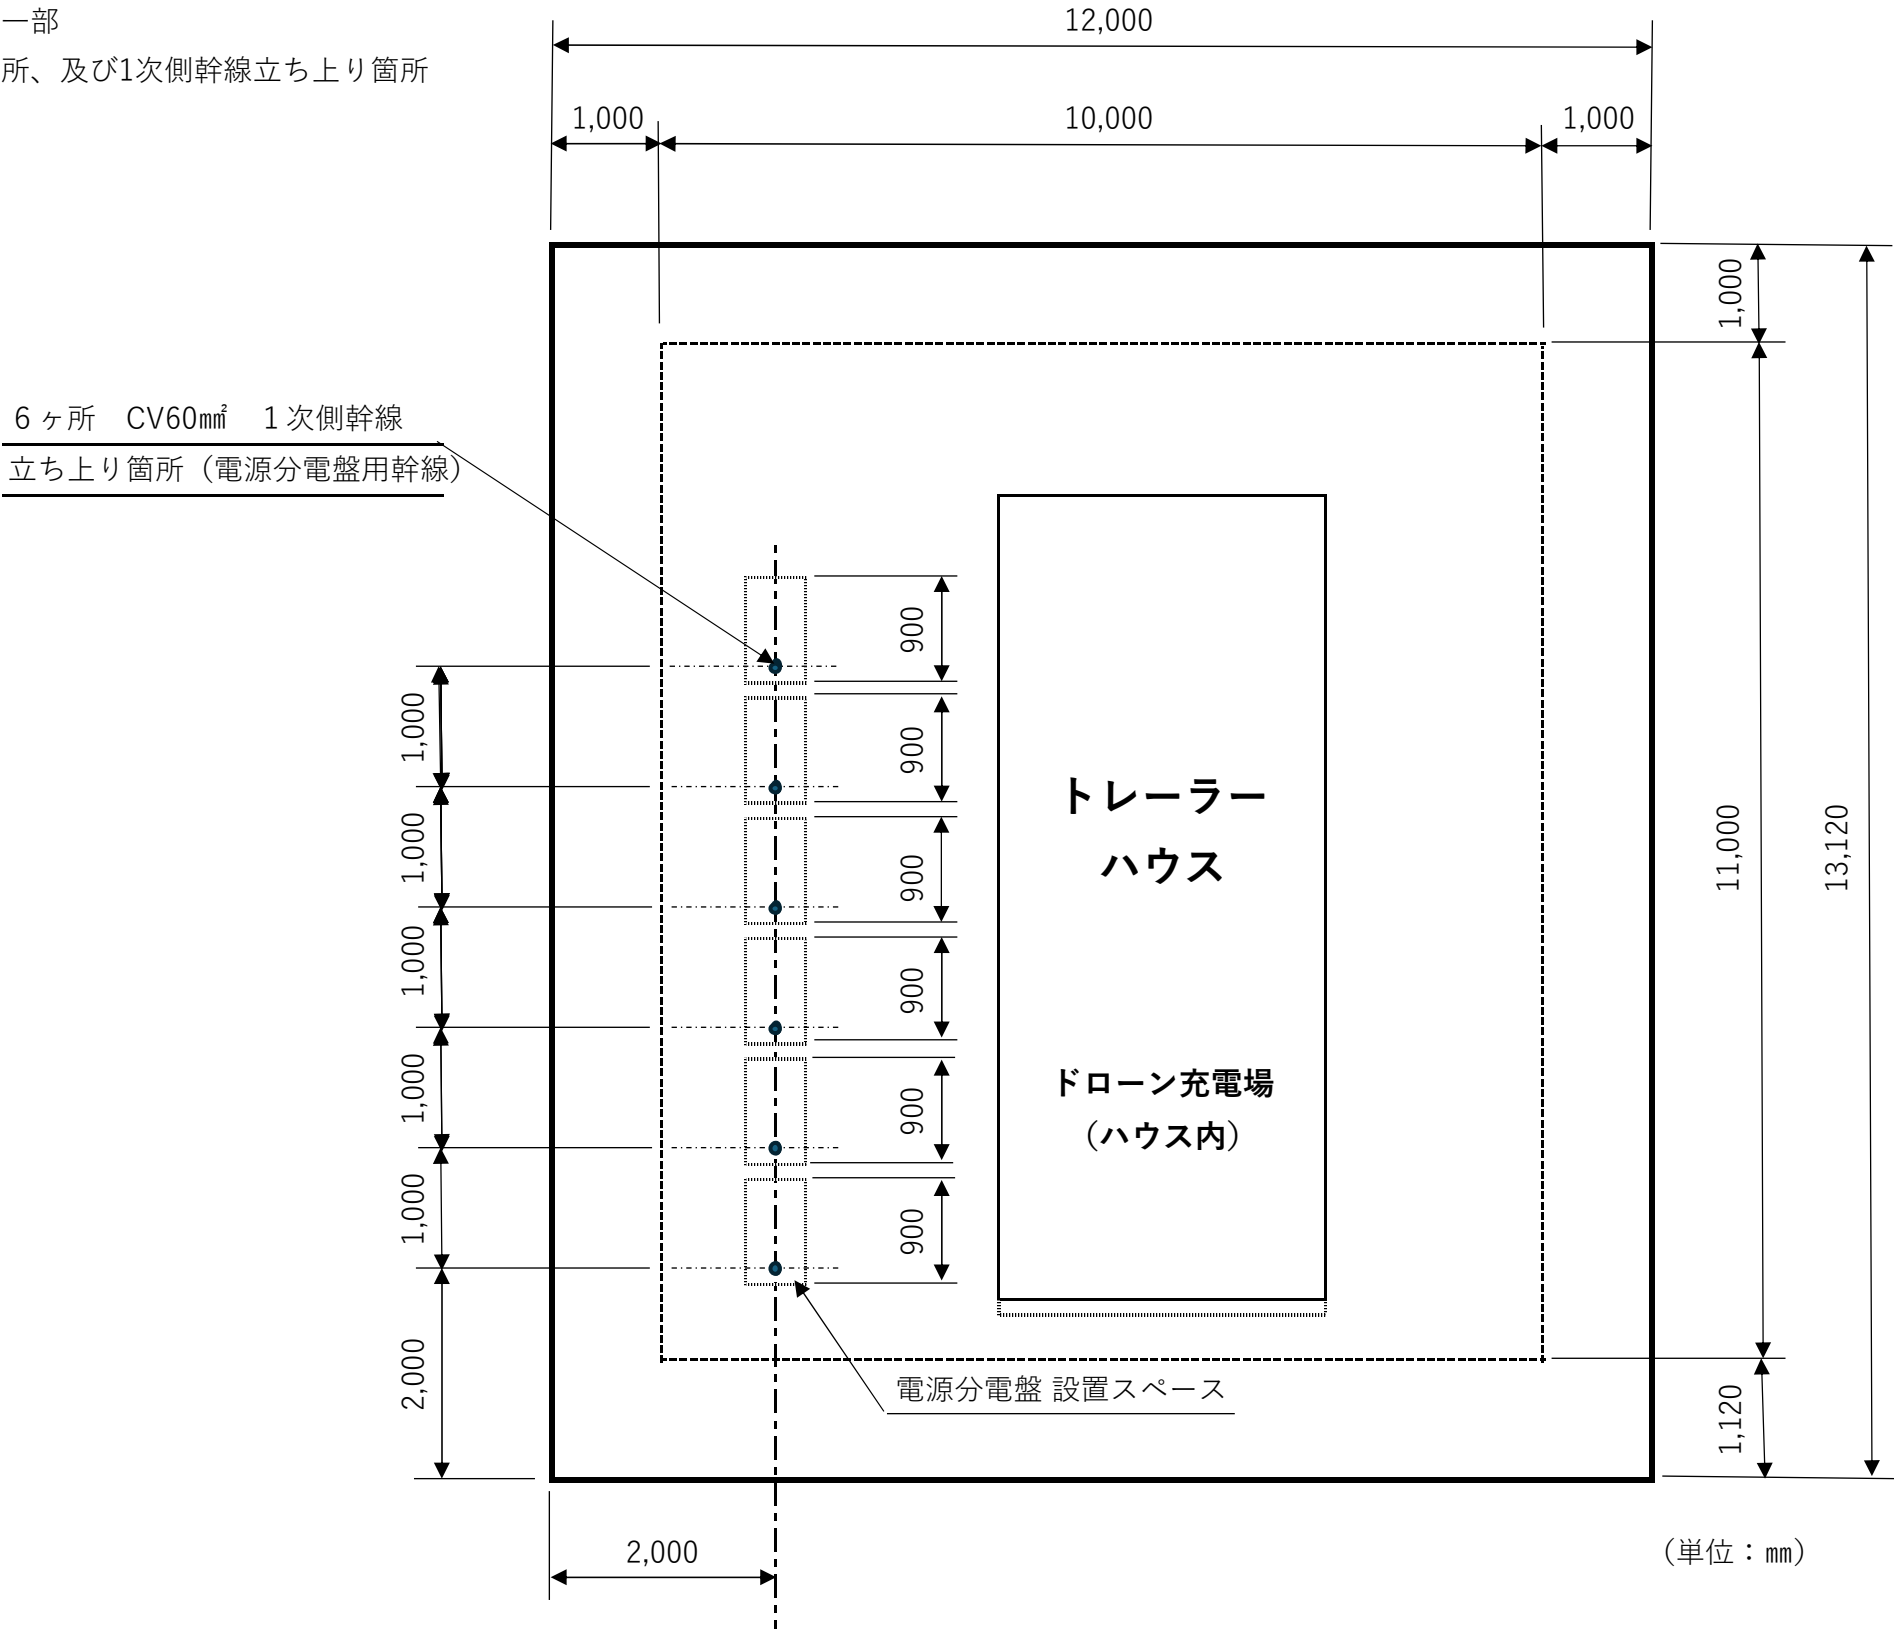 一部
所、及び1次側幹線立ち上り箇所
12,000
1,000
10,000
1,000
1,000
6ヶ所　CV60㎟　1次側幹線
立ち上り箇所（電源分電盤用幹線）
900
1,000
900
トレーラー
ハウス
11,000
13,120
1,000
900
1,000
900
1,000
900
ドローン充電場
（ハウス内）
1,000
900
2,000
電源分電盤 設置スペース
1,120
2,000
（単位：㎜）